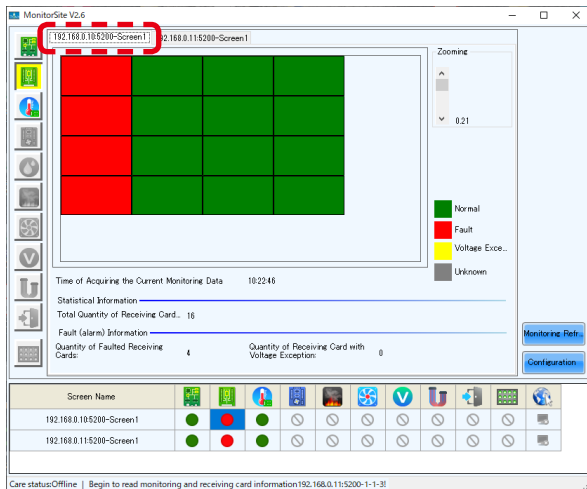 MonitorSite V2.6
192.168.0.10:5200-Screen1
92.168.0.11:5200-Screen1
Zooming
0.21
Normal
Fault
Voltage Exce...
Unknown
Time of Acquiring the Current Monitoring Data 10:22:46
Statistical Information
Total Quantity of Receiving Card... 16
Fault (alarm) Information
Quantity of Faulted Receiving Cards: 4
Quantity of Receiving Card with Voltage Exception: 0
Monitoring Refr...
Configuration
Screen Name
192.168.0.10:5200-Screen1
192.168.0.11:5200-Screen1
Care status:Offline | Begin to read monitoring and receiving card information192.168.0.11:5200-1-1-3!